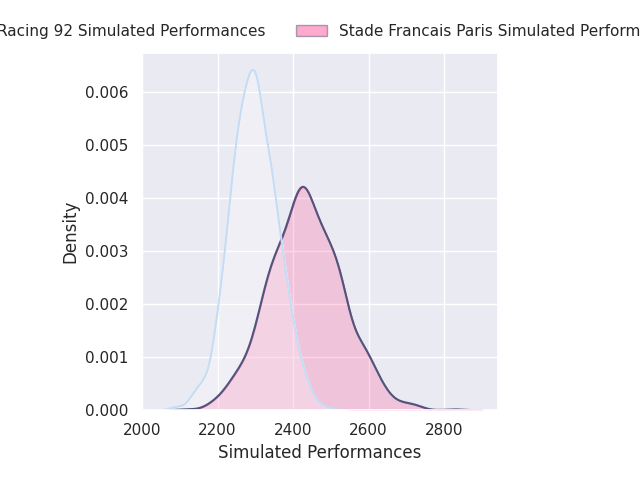 Racing 92 Simulated Performances
Stade Francais Paris Simulated Perform
0.006
0.005
0.004
0.003
0.002
0.001
0.000
Density
2000 2200 2400 2600 2800
Simulated Performances